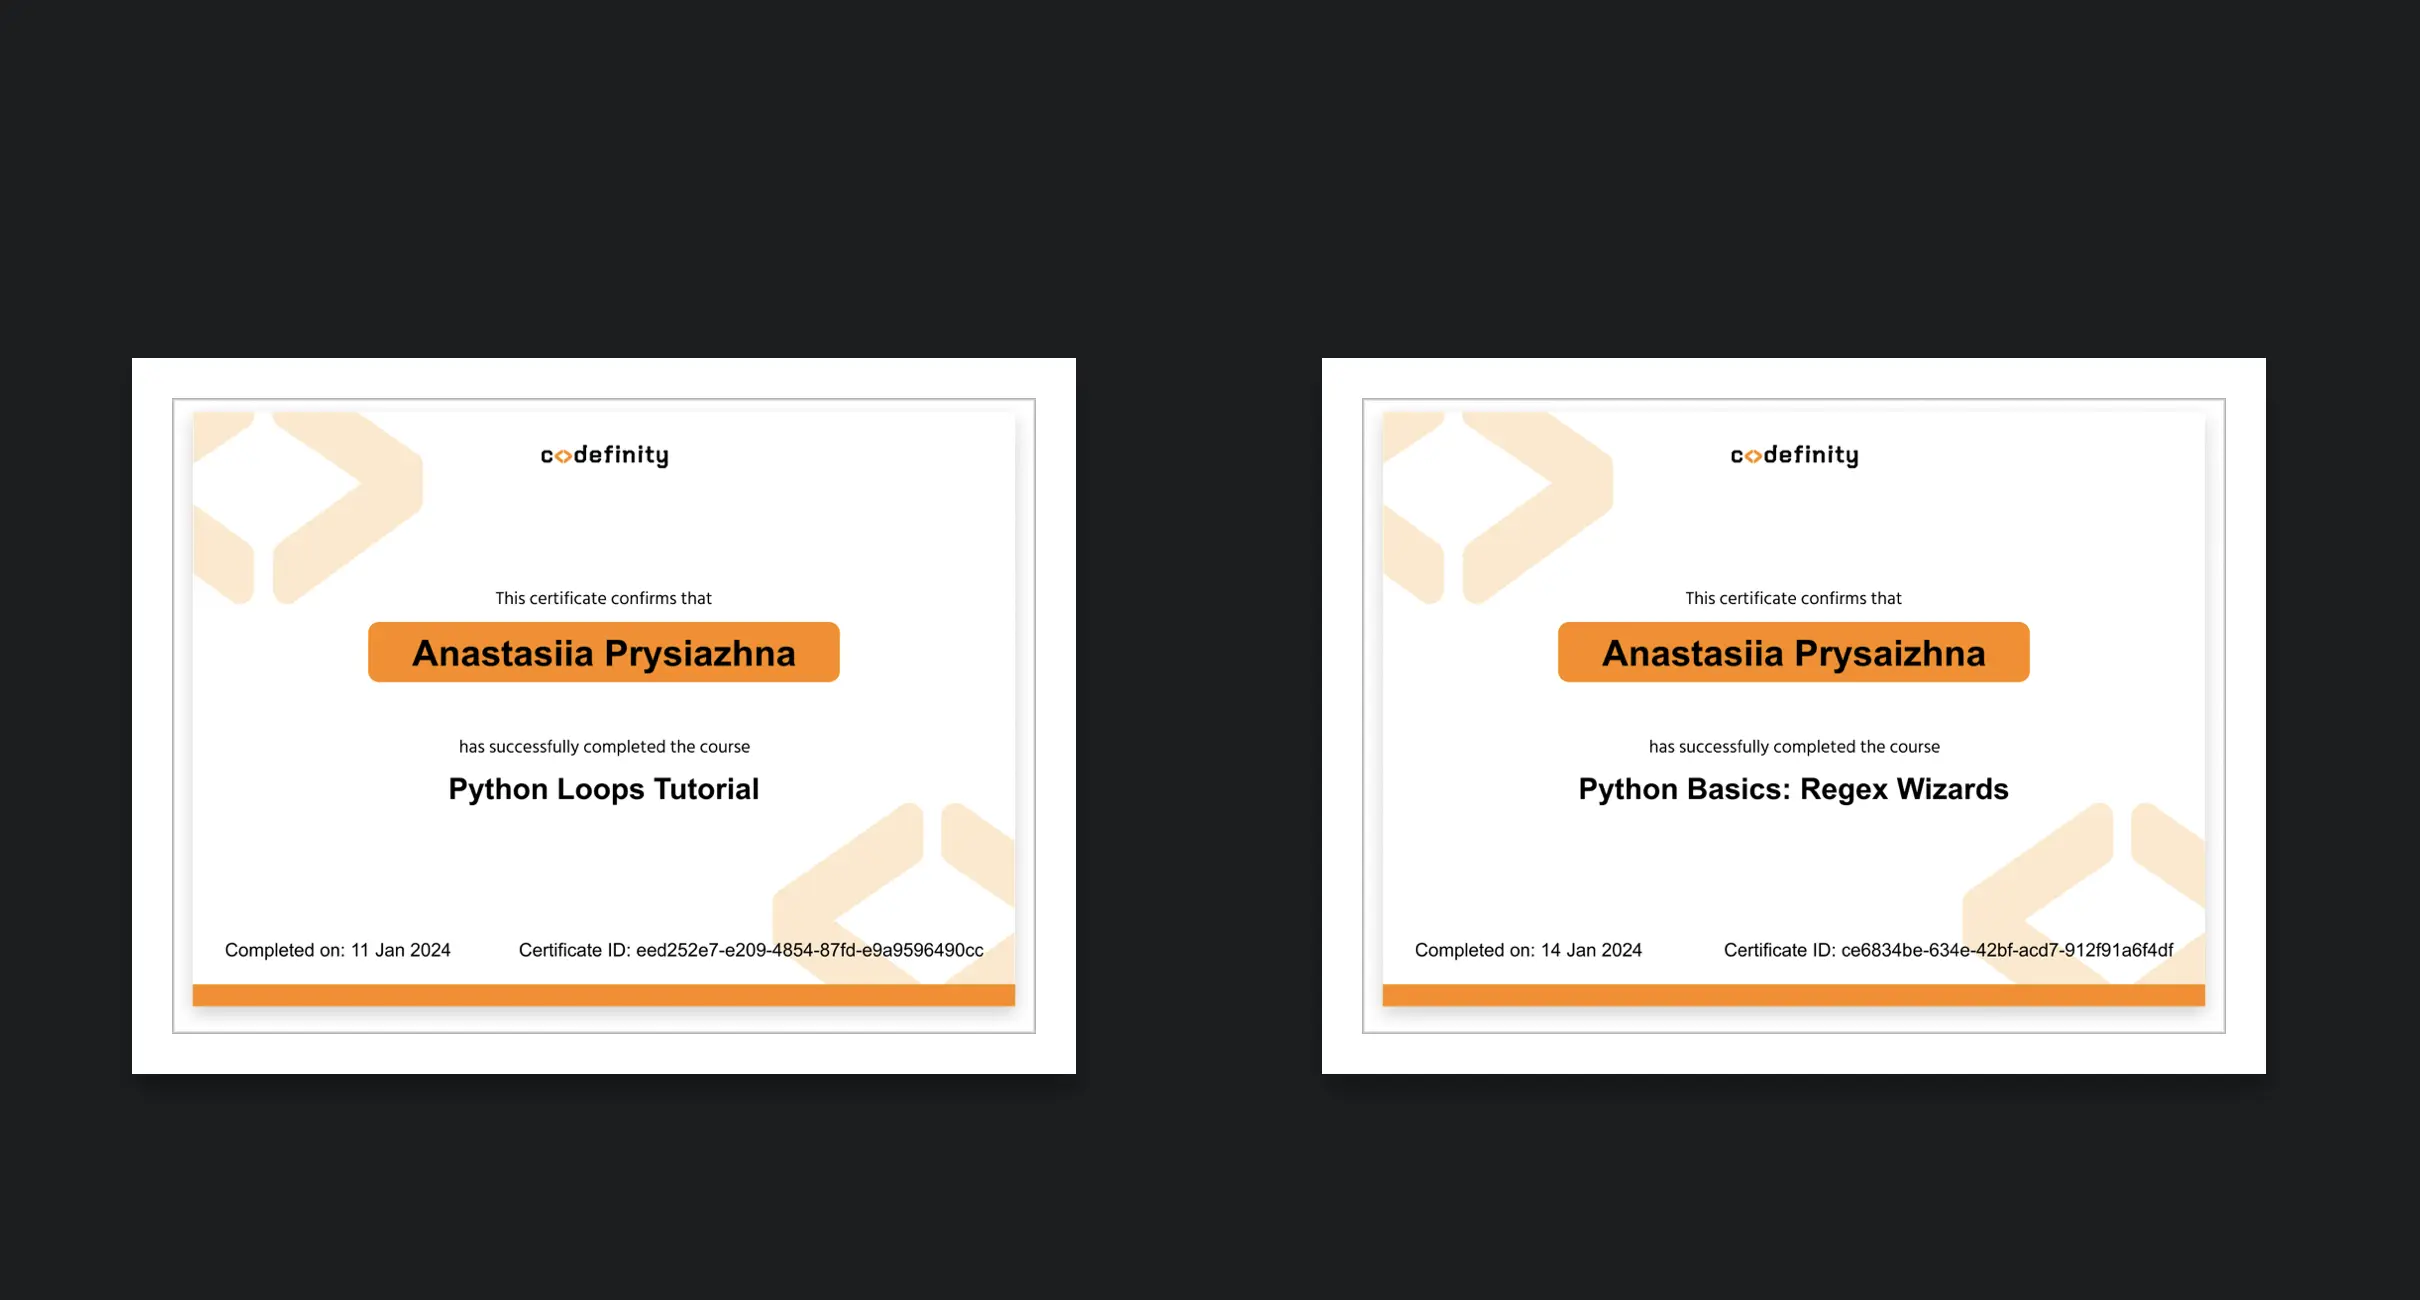 codefinity
This certificate confirms that
Anastasiia Prysiazhna
has successfully completed the course
Python Loops Tutorial
Completed on: 11 Jan 2024
Certificate ID: eed252e7-e209-4854-87fd-e9a9596490cc
codefinity
This certificate confirms that
Anastasiia Prysaizhna
has successfully completed the course
Python Basics: Regex Wizards
Completed on: 14 Jan 2024
Certificate ID: ce6834be-634e-42bf-acd7-912f91a6f4df